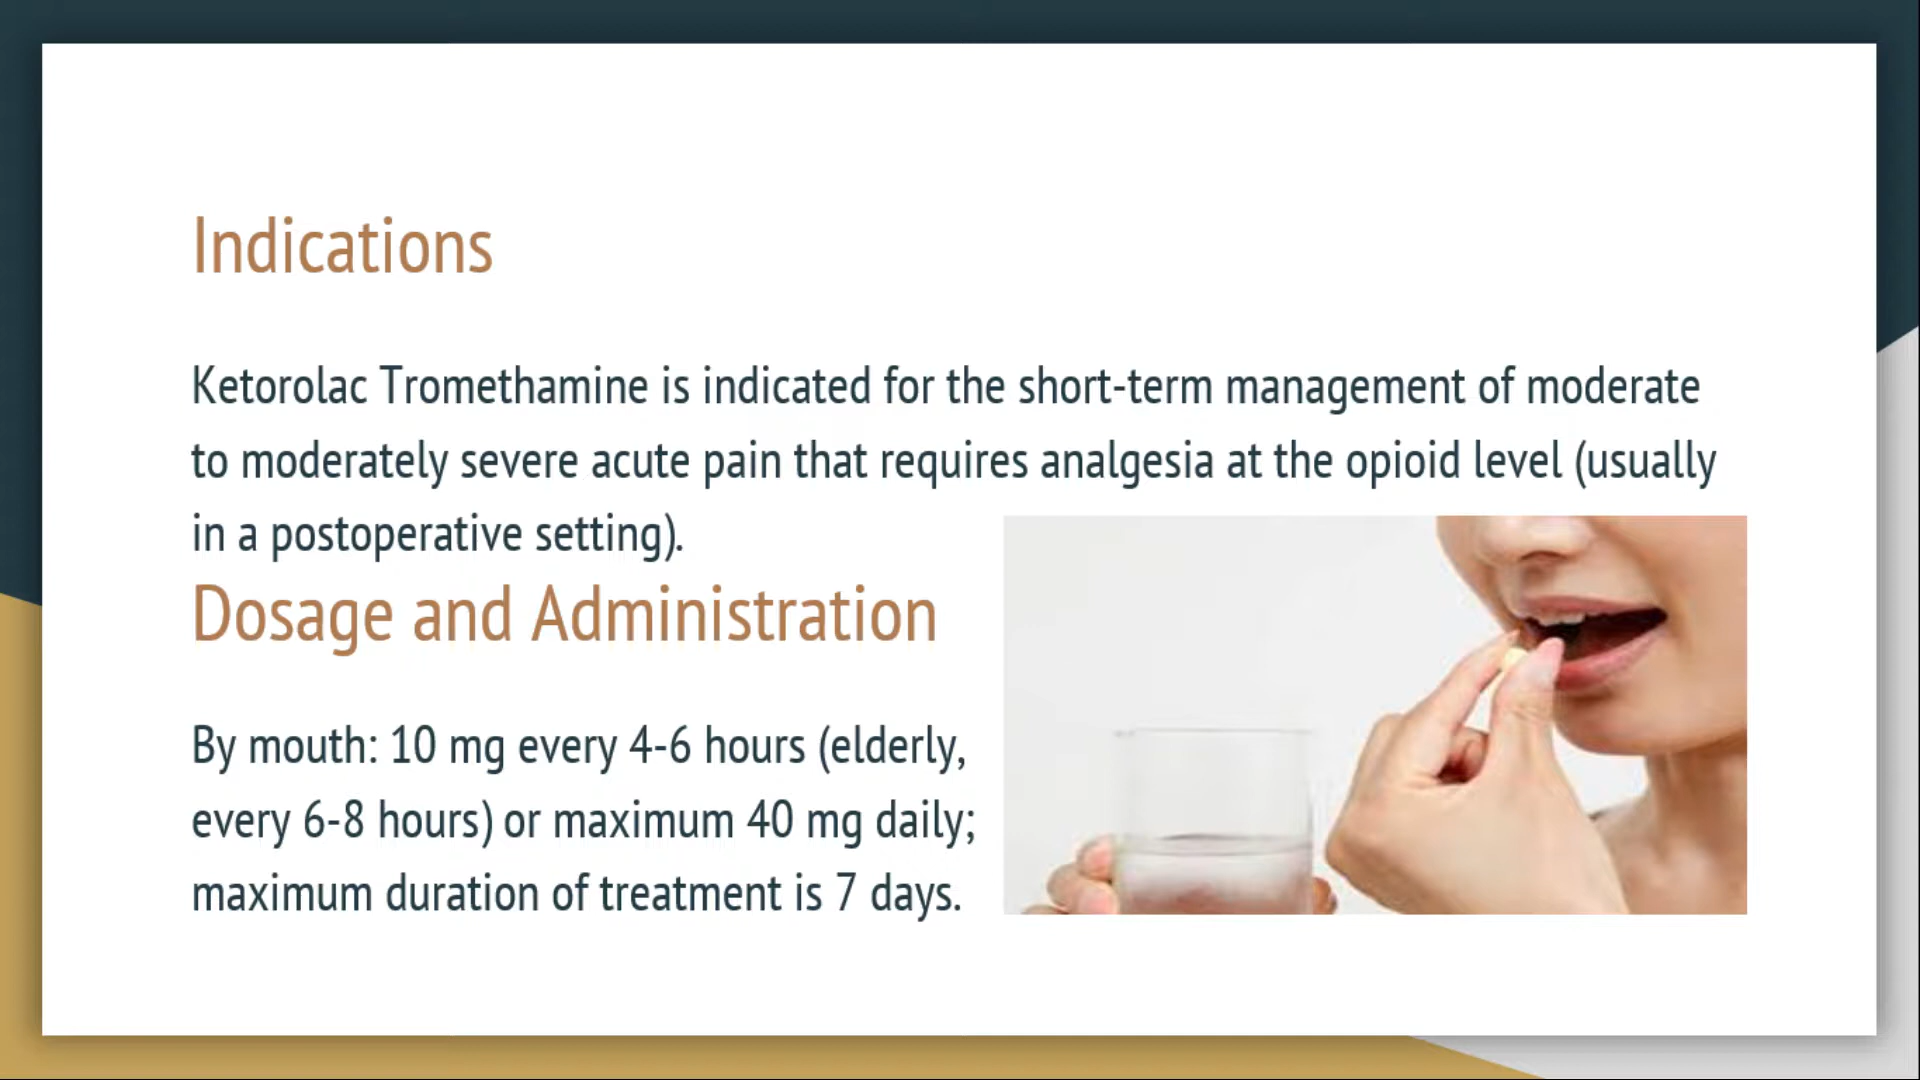 Indications
Ketorolac Tromethamine is indicated for the short-term management of moderate
to moderately severe acute pain that requires analgesia at the opioid level (usually
in a postoperative setting).
Dosage and Administration
By mouth: 10 mg every 4-6 hours (elderly,
every 6-8 hours) or maximum 40 mg daily;
maximum duration of treatment is 7 days.